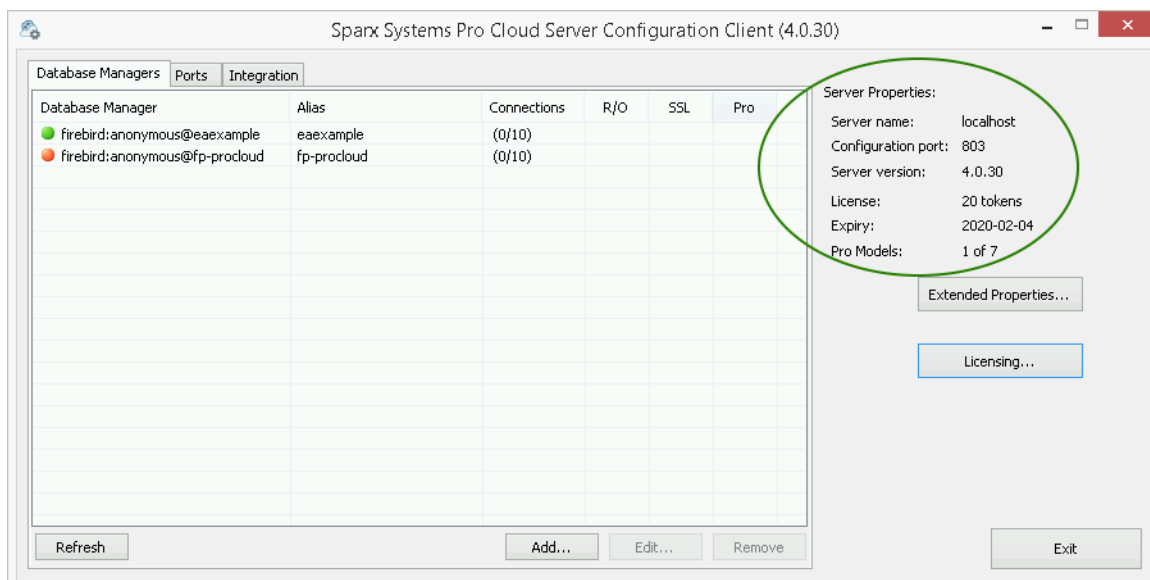 Sparx Systems Pro Cloud Server Configuration Client (4.0.30)
Database Managers Ports Integration
Database Manager Alias Connections R/O SSL Pro
firebird:anonymous@eaexample eaexample (0/10)
firebird:anonymous@fp-procloud fp-procloud (0/10)
Refresh Add... Edit... Remove
Server Properties:
Server name: localhost
Configuration port: 803
Server version: 4.0.30
License: 20 tokens
Expiry: 2020-02-04
Pro Models: 1 of 7
Extended Properties...
Licensing...
Exit